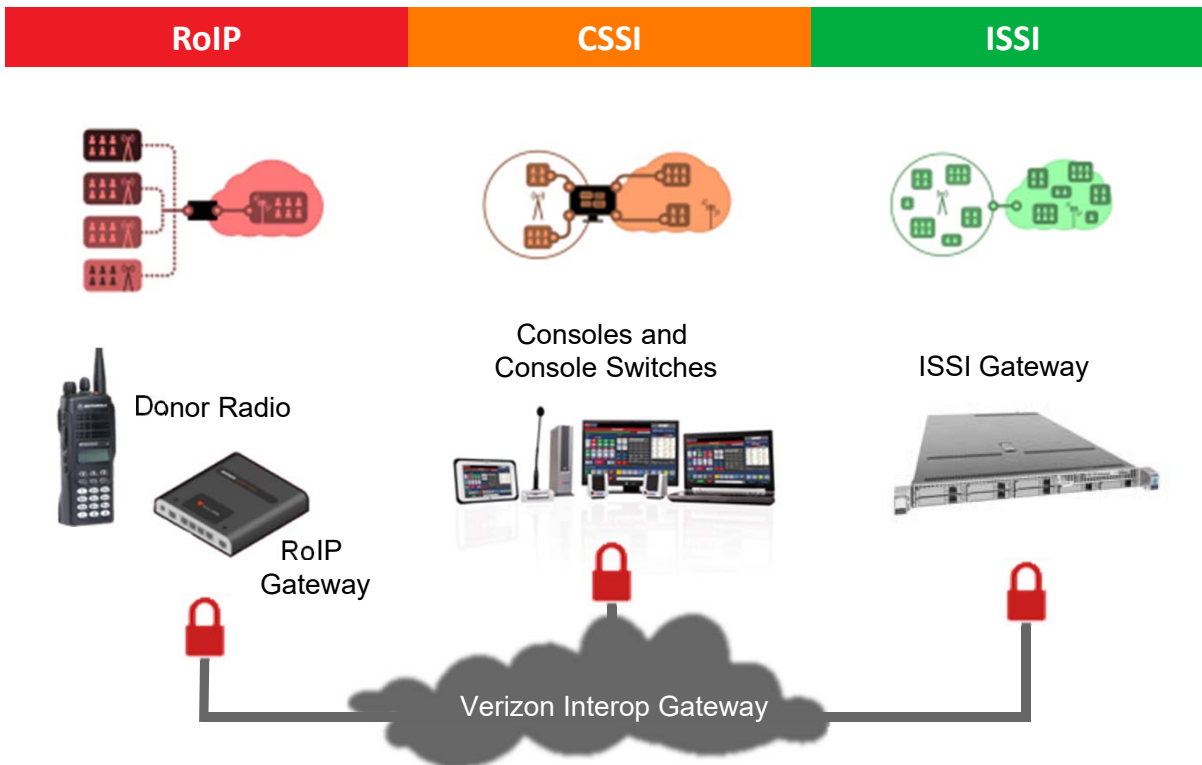 RoIP
CSSI
ISSI
Donor Radio
RoIP
Gateway
Consoles and
Console Switches
ISSI Gateway
Verizon Interop Gateway